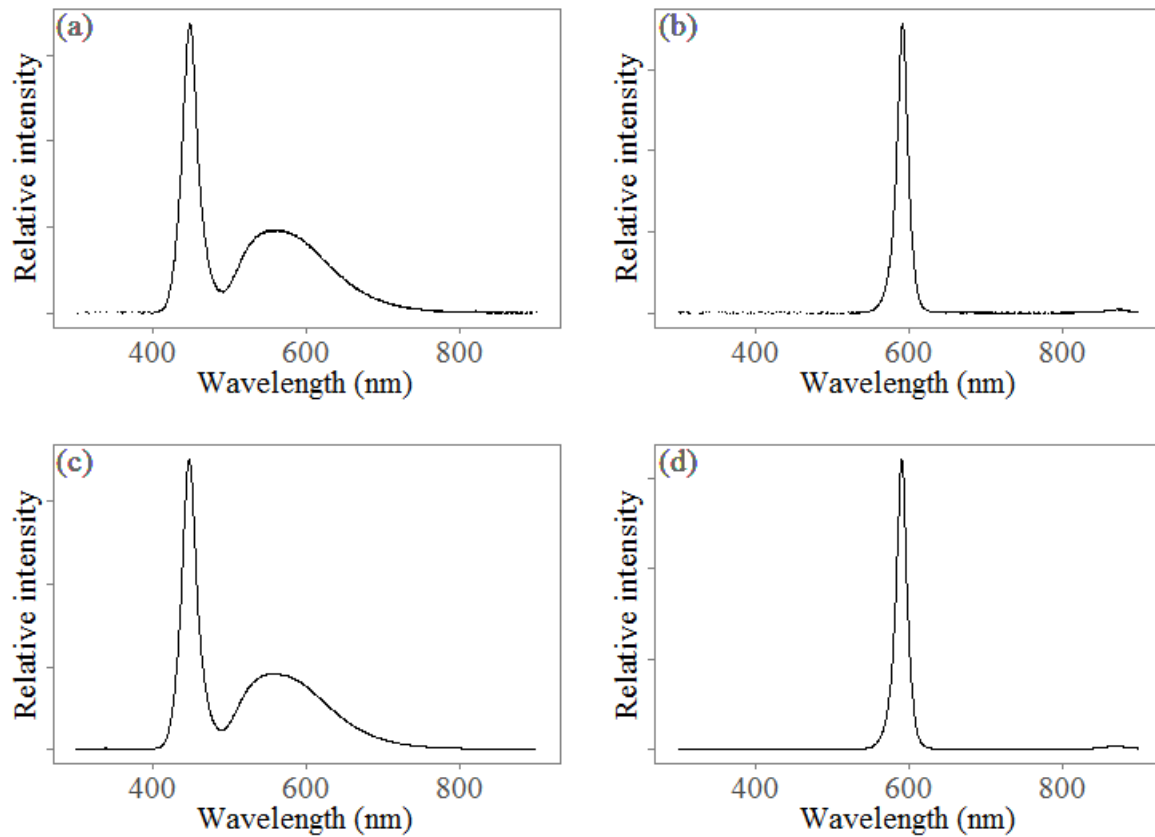 (a)
Relative intensity
400 600 800
Wavelength (nm)
(b)
Relative intensity
400 600 800
Wavelength (nm)
(c)
Relative intensity
400 600 800
Wavelength (nm)
(d)
Relative intensity
400 600 800
Wavelength (nm)